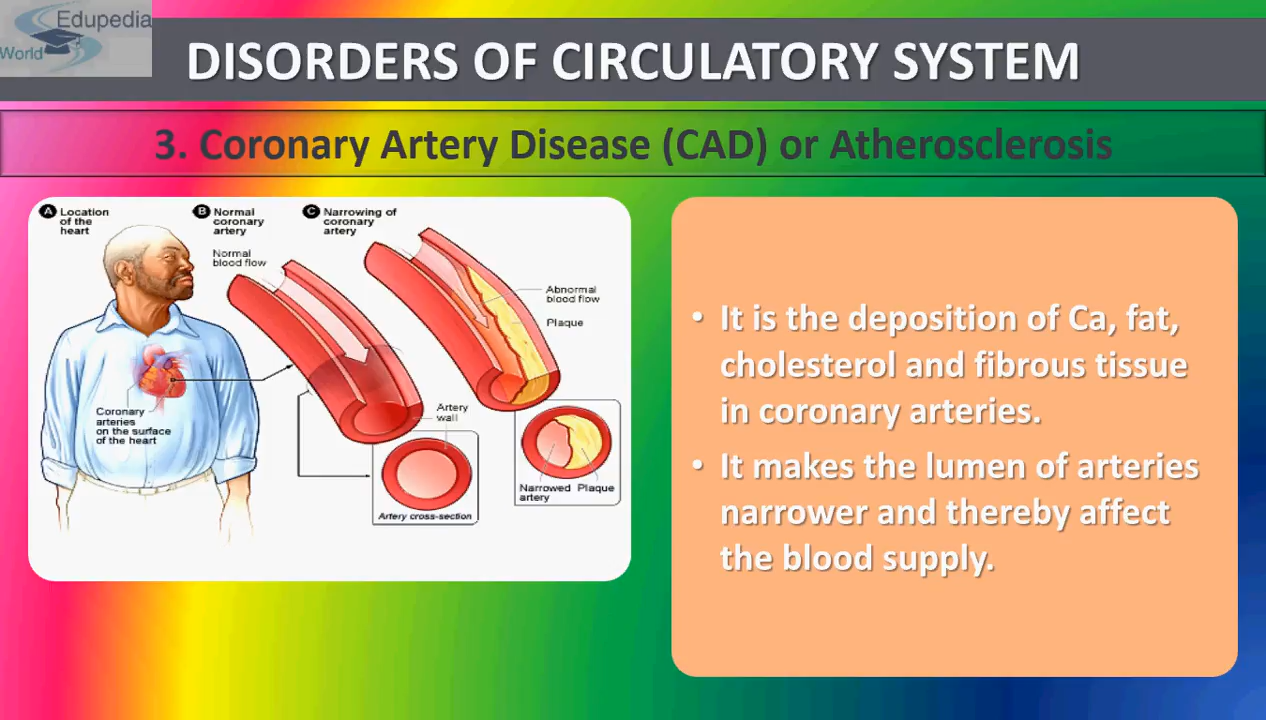 Edupedia
World
DISORDERS OF CIRCULATORY SYSTEM
3. Coronary Artery Disease (CAD) or Atherosclerosis
A Location
of the
heart
B Normal
coronary
artery
Normal
blood flow
C Narrowing of
coronary
artery
Abnormal
blood flow
Plaque
Coronary
arteries
on the surface
of the heart
Artery
wall
Artery cross-section
Narrowed
artery
Plaque
• It is the deposition of Ca, fat,
cholesterol and fibrous tissue
in coronary arteries.
• It makes the lumen of arteries
narrower and thereby affect
the blood supply.